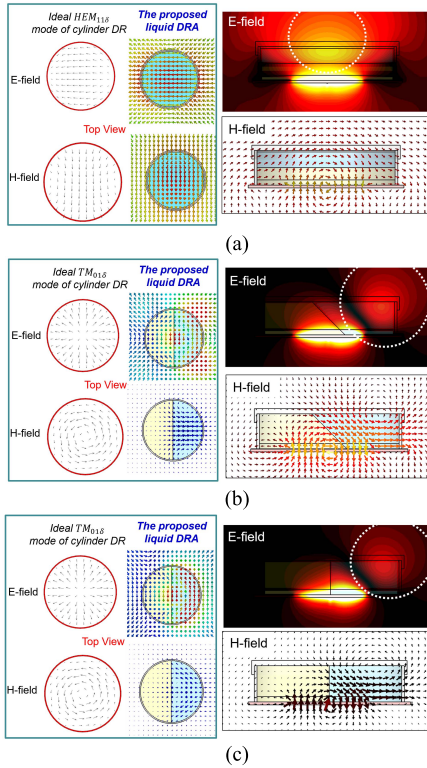 Ideal HEM₁₁δ
mode of cylinder DR
The proposed
liquid DRA
E-field
Top View
H-field
E-field
H-field
(a)
Ideal TM₀₁δ
mode of cylinder DR
The proposed
liquid DRA
E-field
Top View
H-field
E-field
H-field
(b)
Ideal TM₀₁δ
mode of cylinder DR
The proposed
liquid DRA
E-field
Top View
H-field
E-field
H-field
(c)